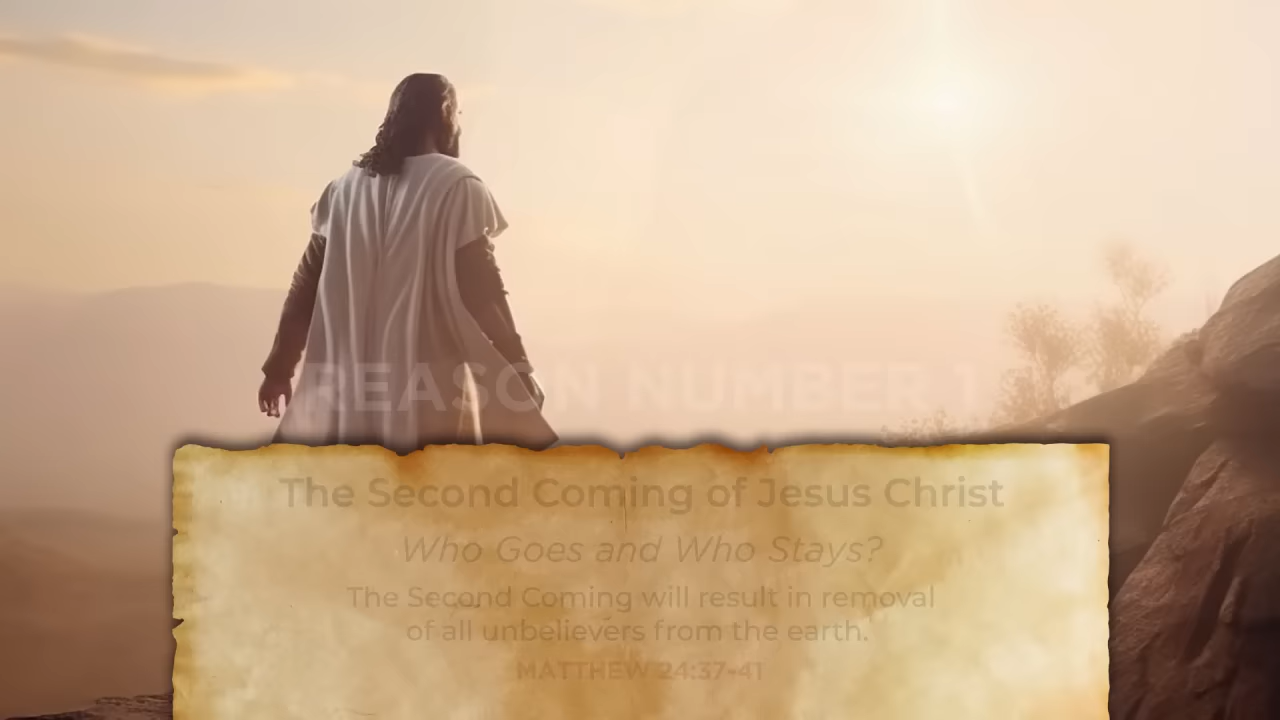 REASON NUMBER 1
The Second Coming of Jesus Christ
Who Goes and Who Stays?
The Second Coming will result in removal
of all unbelievers from the earth.
MATTHEW 24:37-41